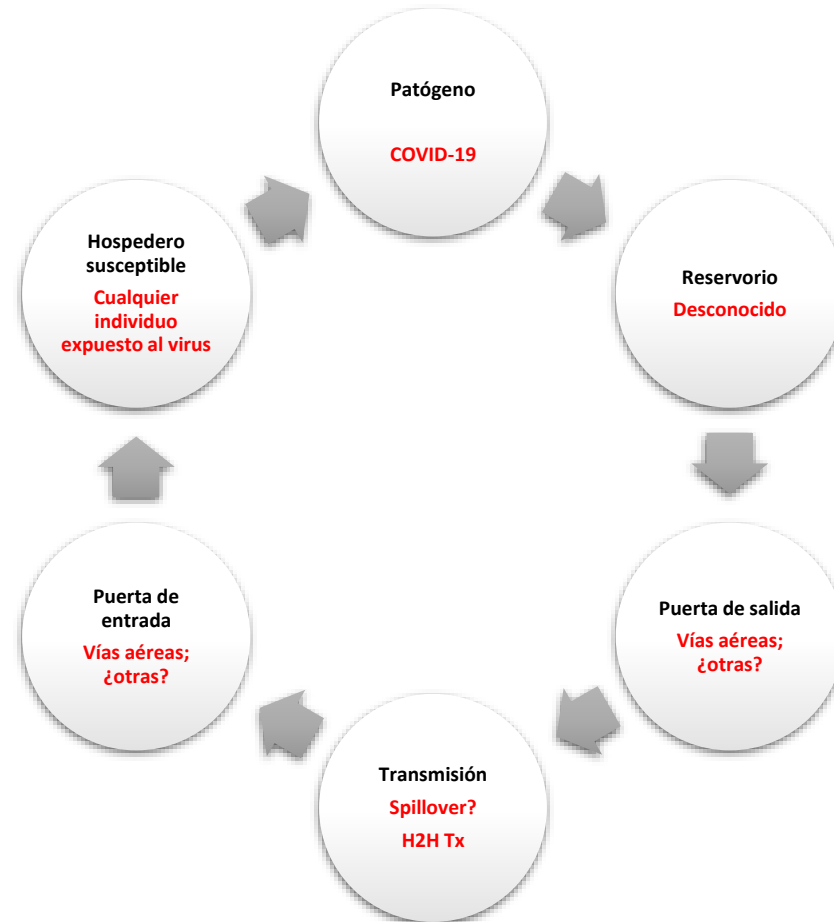 Patógeno
COVID-19
Reservorio
Desconocido
Puerta de salida
Vías aéreas;
¿otras?
Transmisión
Spillover?
H2H Tx
Puerta de
entrada
Vías aéreas;
¿otras?
Hospedero
susceptible
Cualquier
individuo
expuesto al virus